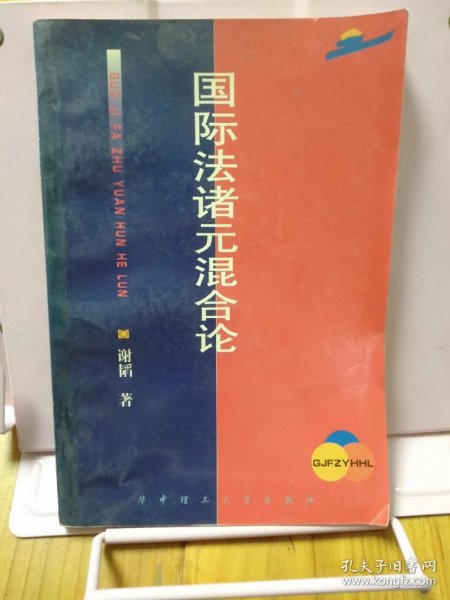 国际法诸元混合论
GUO JI FA ZHU YUAN HUN HE LUN
谢韬 著
GJFZYHHL
华中理工大学出版社
孔夫子旧书网
www.kongfz.com